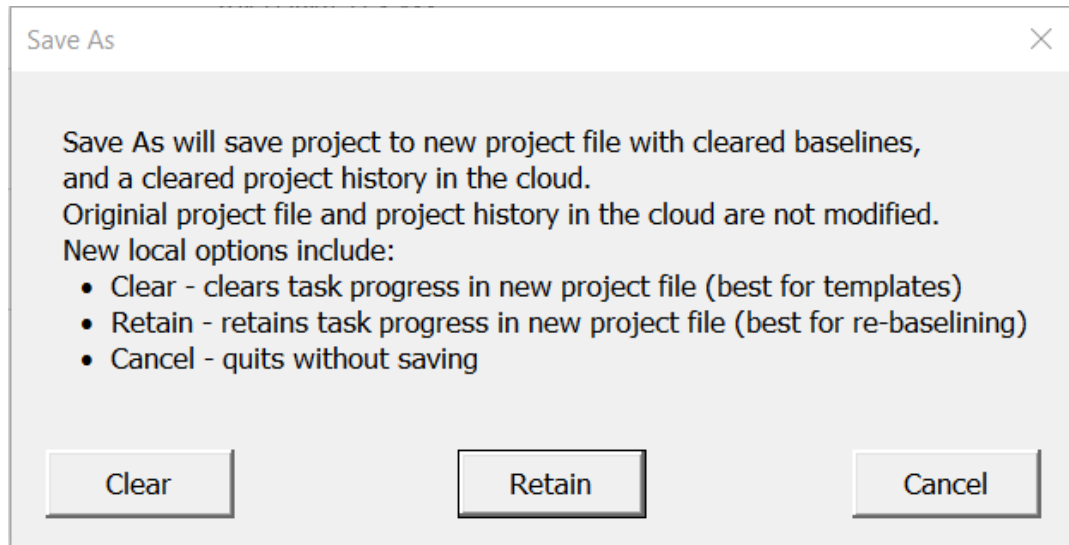 Save As
Save As will save project to new project file with cleared baselines,
and a cleared project history in the cloud.
Originial project file and project history in the cloud are not modified.
New local options include:
• Clear - clears task progress in new project file (best for templates)
• Retain - retains task progress in new project file (best for re-baselining)
• Cancel - quits without saving
Clear
Retain
Cancel